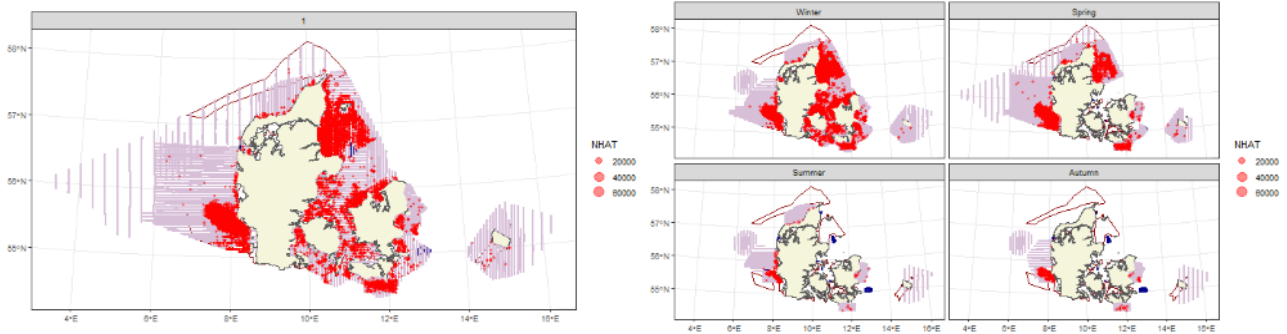 1
58°N
57°N
56°N
55°N
4°E 6°E 8°E 10°E 12°E 14°E 16°E
NHAT
20000
40000
60000
Winter Spring
58°N
57°N
56°N
55°N
Summer Autumn
58°N
57°N
56°N
55°N
4°E 6°E 8°E 10°E 12°E 14°E 16°E 4°E 6°E 8°E 10°E 12°E 14°E 16°E
NHAT
20000
40000
60000